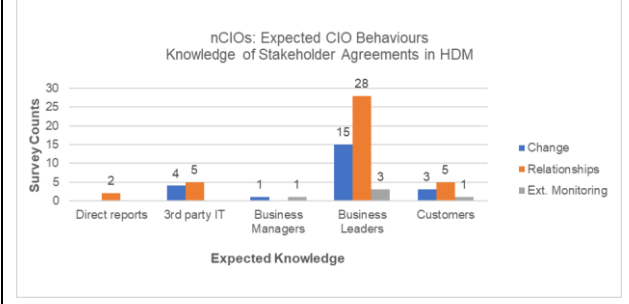 nCIOs: Expected CIO Behaviours
Knowledge of Stakeholder Agreements in HDM
Survey Counts
30
25
20
15
10
5
0
2
4
5
1
1
15
28
3
3
5
1
Direct reports
3rd party IT
Business
Managers
Business
Leaders
Customers
Expected Knowledge
Change
Relationships
Ext. Monitoring